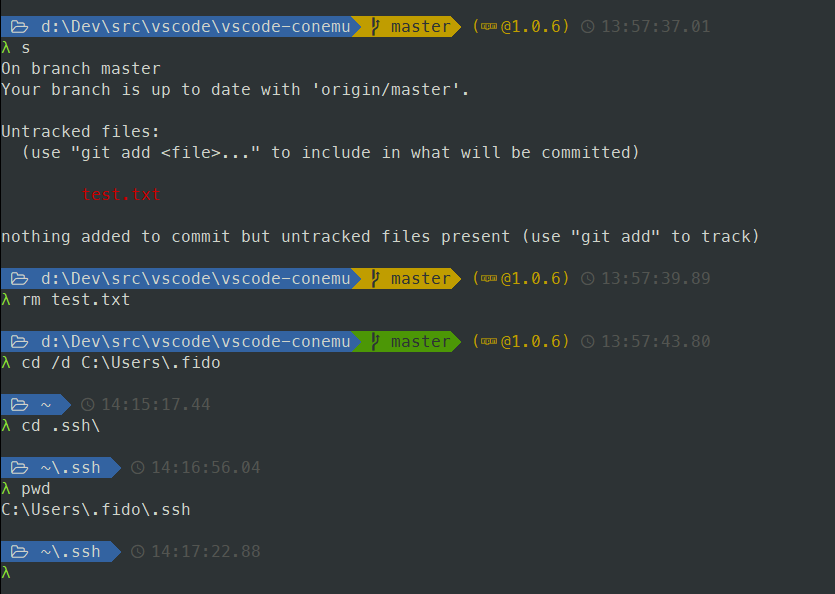 d:\Dev\src\vscode\vscode-conemu master (npm@1.0.6) 13:57:37.01
λ s
On branch master
Your branch is up to date with 'origin/master'.
Untracked files:
(use "git add <file>..." to include in what will be committed)
test.txt
nothing added to commit but untracked files present (use "git add" to track)
d:\Dev\src\vscode\vscode-conemu master (npm@1.0.6) 13:57:39.89
λ rm test.txt
d:\Dev\src\vscode\vscode-conemu master (npm@1.0.6) 13:57:43.80
λ cd /d C:\Users\.fido
~ 14:15:17.44
λ cd .ssh\
~\.ssh 14:16:56.04
λ pwd
C:\Users\.fido\.ssh
~\.ssh 14:17:22.88
λ